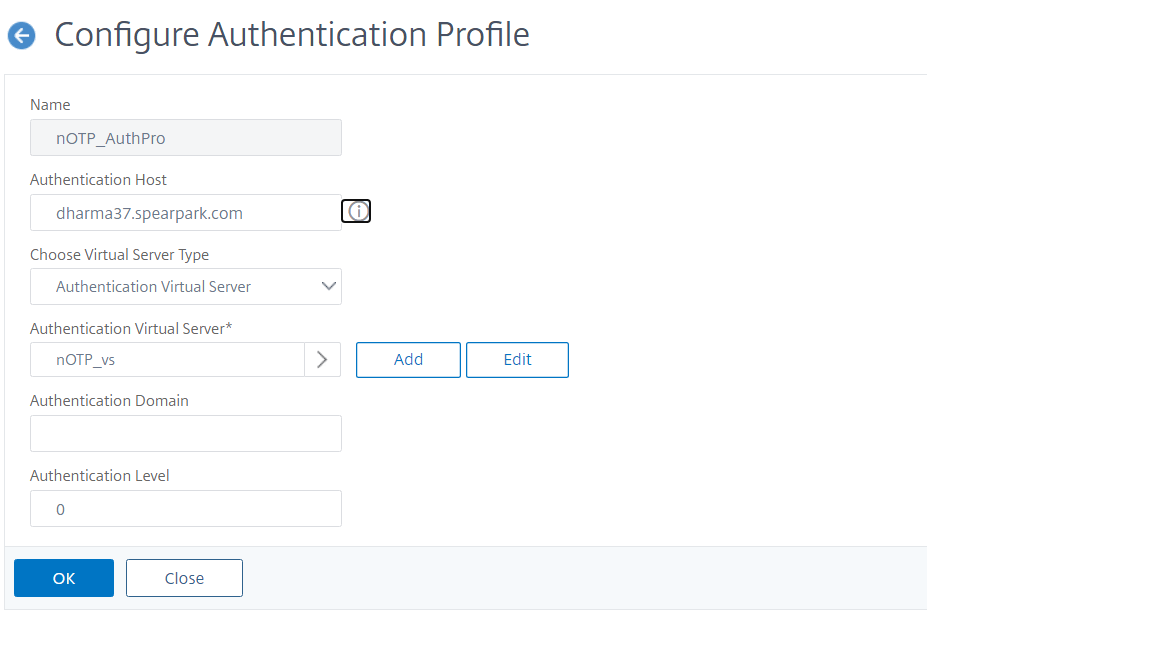 Configure Authentication Profile
Name
nOTP_AuthPro
Authentication Host
dharma37.spearpark.com
Choose Virtual Server Type
Authentication Virtual Server
Authentication Virtual Server*
nOTP_vs
Add Edit
Authentication Domain
Authentication Level
0
OK Close